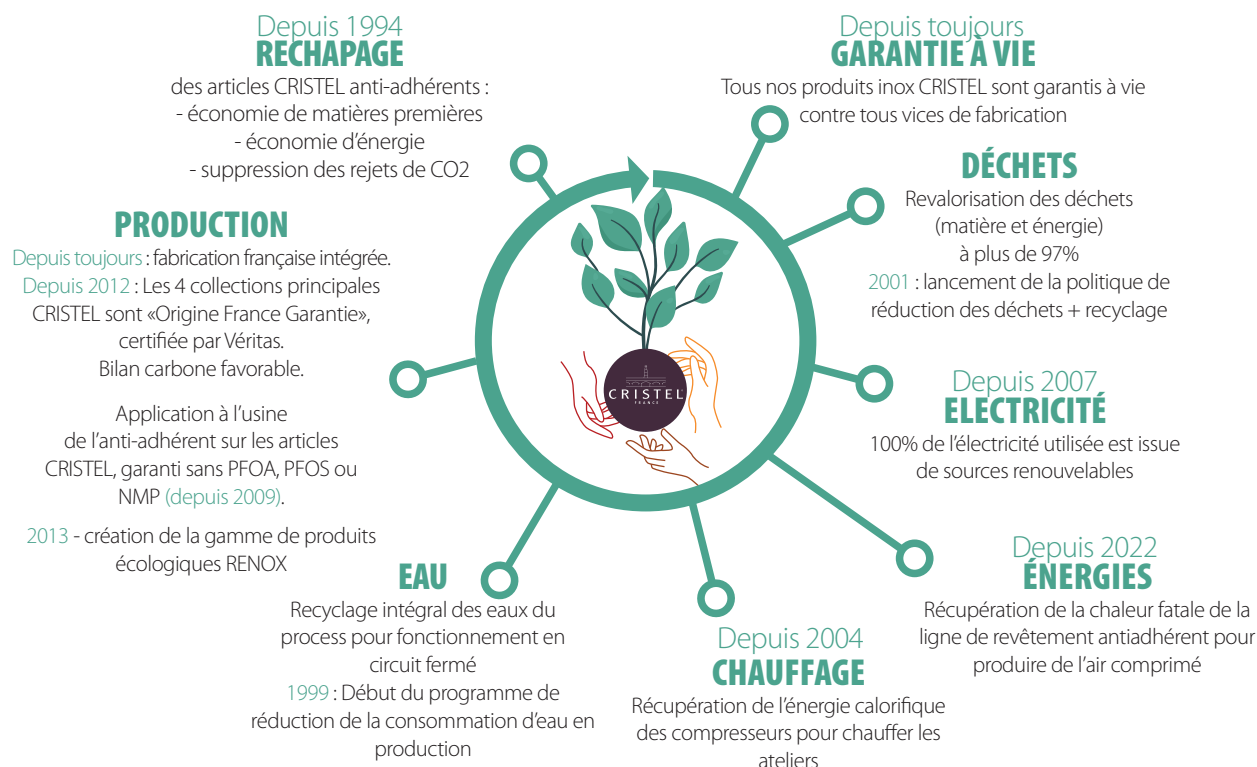 Depuis 1994
RECHAPAGE
des articles CRISTEL anti-adhérents :
- économie de matières premières
- économie d'énergie
- suppression des rejets de CO2
Depuis toujours
GARANTIE À VIE
Tous nos produits inox CRISTEL sont garantis à vie
contre tous vices de fabrication
DÉCHETS
Revalorisation des déchets
(matière et énergie)
à plus de 97%
2001 : lancement de la politique de
réduction des déchets + recyclage
PRODUCTION
Depuis toujours : fabrication française intégrée.
Depuis 2012 : Les 4 collections principales
CRISTEL sont «Origine France Garantie»,
certifiée par Véritas.
Bilan carbone favorable.
Application à l'usine
de l'anti-adhérent sur les articles
CRISTEL, garanti sans PFOA, PFOS ou
NMP (depuis 2009).
2013 - création de la gamme de produits
écologiques RENOX
CRISTEL
FRANCE
Depuis 2007
ELECTRICITÉ
100% de l'électricité utilisée est issue
de sources renouvelables
Depuis 2022
ÉNERGIES
Récupération de la chaleur fatale de la
ligne de revêtement antiadhérent pour
produire de l'air comprimé
EAU
Recyclage intégral des eaux du
process pour fonctionnement en
circuit fermé
1999 : Début du programme de
réduction de la consommation d'eau en
production
Depuis 2004
CHAUFFAGE
Récupération de l'énergie calorifique
des compresseurs pour chauffer les
ateliers